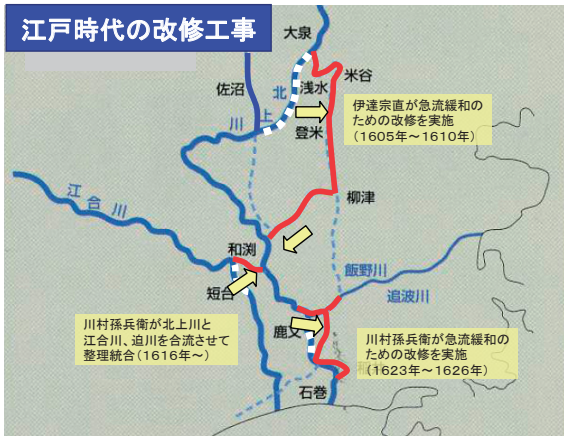 江戸時代の改修工事
大泉
米谷
佐沼
浅水
北
上
川
登米
伊達宗直が急流緩和の
ための改修を実施
(1605年~1610年)
柳津
江合川
和渕
短台
飯野川
追波川
鹿又
川村孫兵衛が北上川と
江合川、迫川を合流させて
整理統合(1616年~)
川村孫兵衛が急流緩和の
ための改修を実施
(1623年~1626年)
石巻